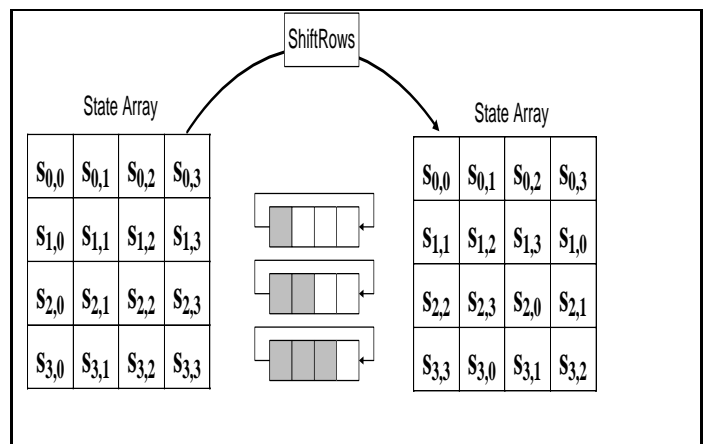 ShiftRows
State Array
S0,0 S0,1 S0,2 S0,3
S1,0 S1,1 S1,2 S1,3
S2,0 S2,1 S2,2 S2,3
S3,0 S3,1 S3,2 S3,3
State Array
S0,0 S0,1 S0,2 S0,3
S1,1 S1,2 S1,3 S1,0
S2,2 S2,3 S2,0 S2,1
S3,3 S3,0 S3,1 S3,2